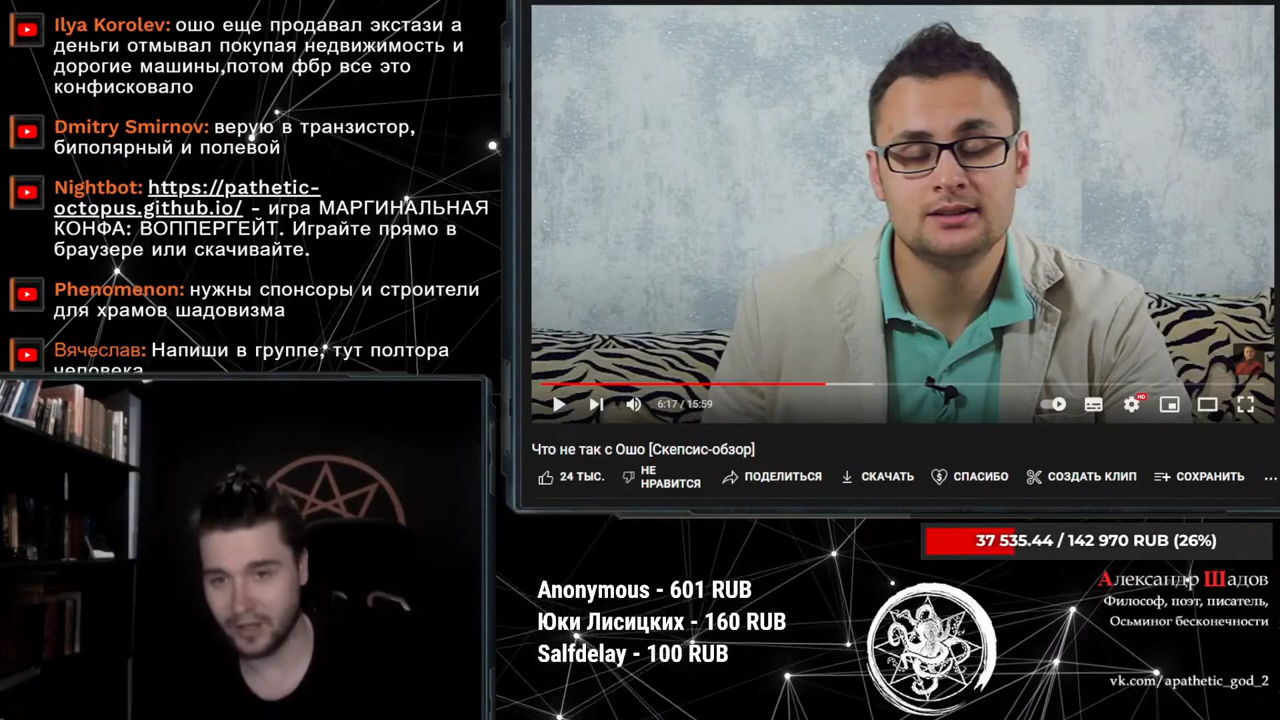 Ilya Korolev: ошо еще продавал экстази а
деньги отмывал покупая недвижимость и
дорогие машины,потом фбр все это
конфисковало
Dmitry Smirnov: верую в транзистор,
биполярный и полевой
Nightbot: https://pathetic-
octopus.github.io/ - игра МАРГИНАЛЬНАЯ
КОНФА: ВОППЕРГЕЙТ. Играйте прямо в
браузере или скачивайте.
Phenomenon: нужны спонсоры и строители
для храмов шадовизма
Вячеслав: Напиши в группе, тут полтора
человека
6:17 / 15:59
HD
Что не так с Ошо [Скепсис-обзор]
24 ТЫС.
НЕ
НРАВИТСЯ
ПОДЕЛИТЬСЯ
СКАЧАТЬ
СПАСИБО
СОЗДАТЬ КЛИП
СОХРАНИТЬ
37 535.44 / 142 970 RUB (26%)
Anonymous - 601 RUB
Юки Лисицких - 160 RUB
Salfdelay - 100 RUB
Александр Шадов
Философ, поэт, писатель,
Осьминог бесконечности
vk.com/apathetic_god_2